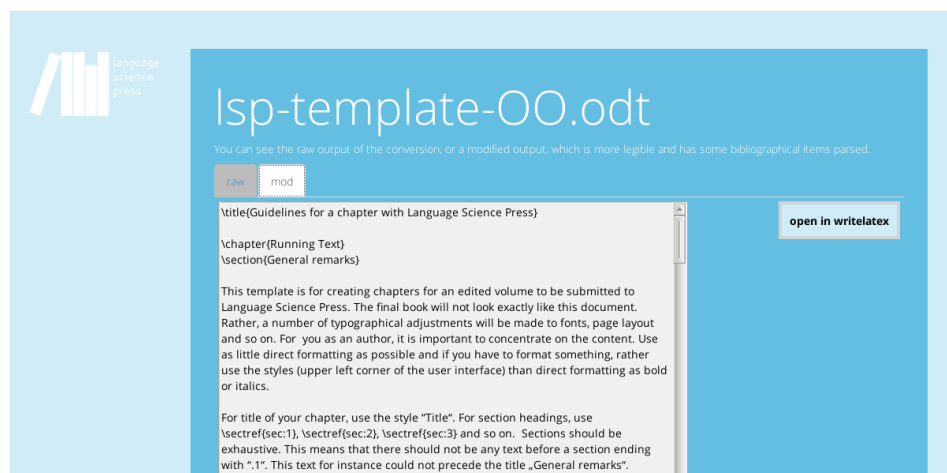 language
science
press
lsp-template-OO.odt
You can see the raw output of the conversion, or a modified output, which is more legible and has some bibliographical items parsed.
raw
mod
\title{Guidelines for a chapter with Language Science Press}
\chapter{Running Text}
\section{General remarks}
This template is for creating chapters for an edited volume to be submitted to
Language Science Press. The final book will not look exactly like this document.
Rather, a number of typographical adjustments will be made to fonts, page layout
and so on. For  you as an author, it is important to concentrate on the content. Use
as little direct formatting as possible and if you have to format something, rather
use the styles (upper left corner of the user interface) than direct formatting as bold
or italics.
For title of your chapter, use the style “Title”. For section headings, use
\sectref{sec:1}, \sectref{sec:2}, \sectref{sec:3} and so on.  Sections should be
exhaustive. This means that there should not be any text before a section ending
with “.1”. This text for instance could not precede the title „General remarks“.
open in writelatex